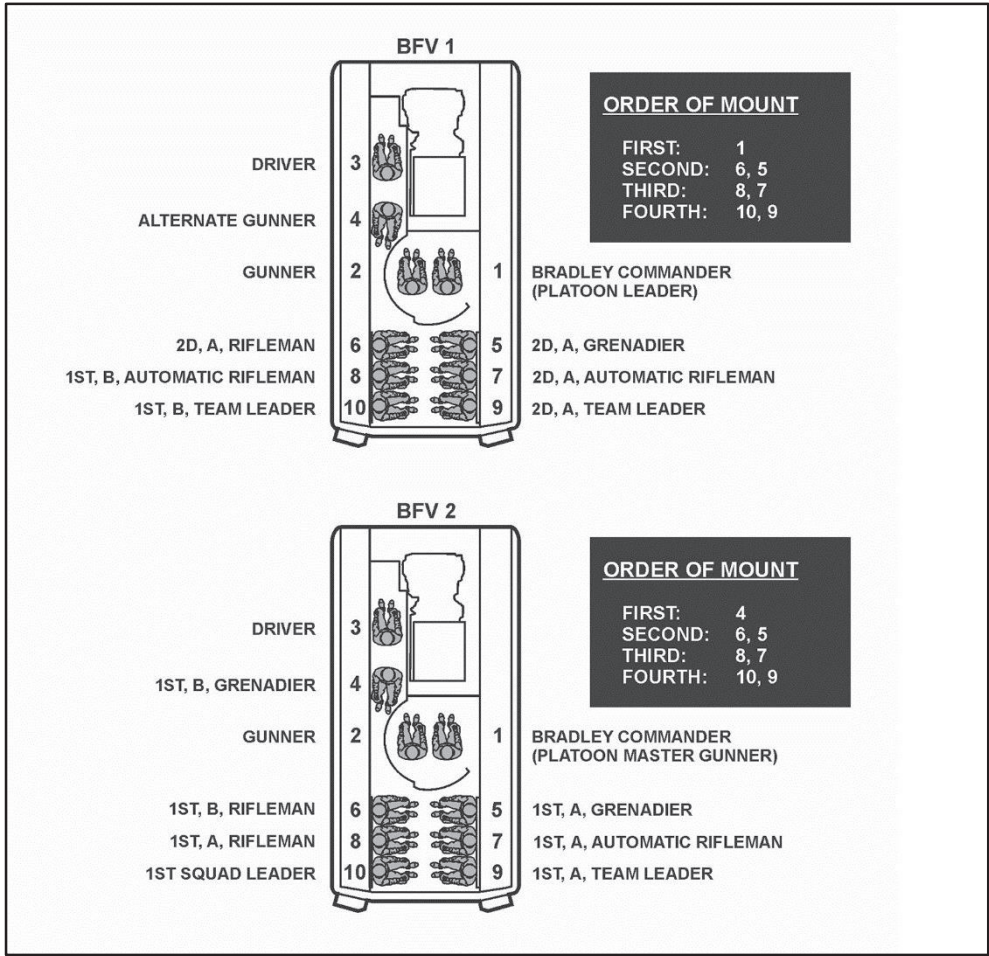 BFV 1
ORDER OF MOUNT
FIRST: 1
SECOND: 6, 5
THIRD: 8, 7
FOURTH: 10, 9
DRIVER 3
ALTERNATE GUNNER 4
GUNNER 2
1 BRADLEY COMMANDER
(PLATOON LEADER)
2D, A, RIFLEMAN 6
5 2D, A, GRENADIER
1ST, B, AUTOMATIC RIFLEMAN 8
7 2D, A, AUTOMATIC RIFLEMAN
1ST, B, TEAM LEADER 10
9 2D, A, TEAM LEADER
BFV 2
ORDER OF MOUNT
FIRST: 4
SECOND: 6, 5
THIRD: 8, 7
FOURTH: 10, 9
DRIVER 3
1ST, B, GRENADIER 4
GUNNER 2
1 BRADLEY COMMANDER
(PLATOON MASTER GUNNER)
1ST, B, RIFLEMAN 6
5 1ST, A, GRENADIER
1ST, A, RIFLEMAN 8
7 1ST, A, AUTOMATIC RIFLEMAN
1ST SQUAD LEADER 10
9 1ST, A, TEAM LEADER